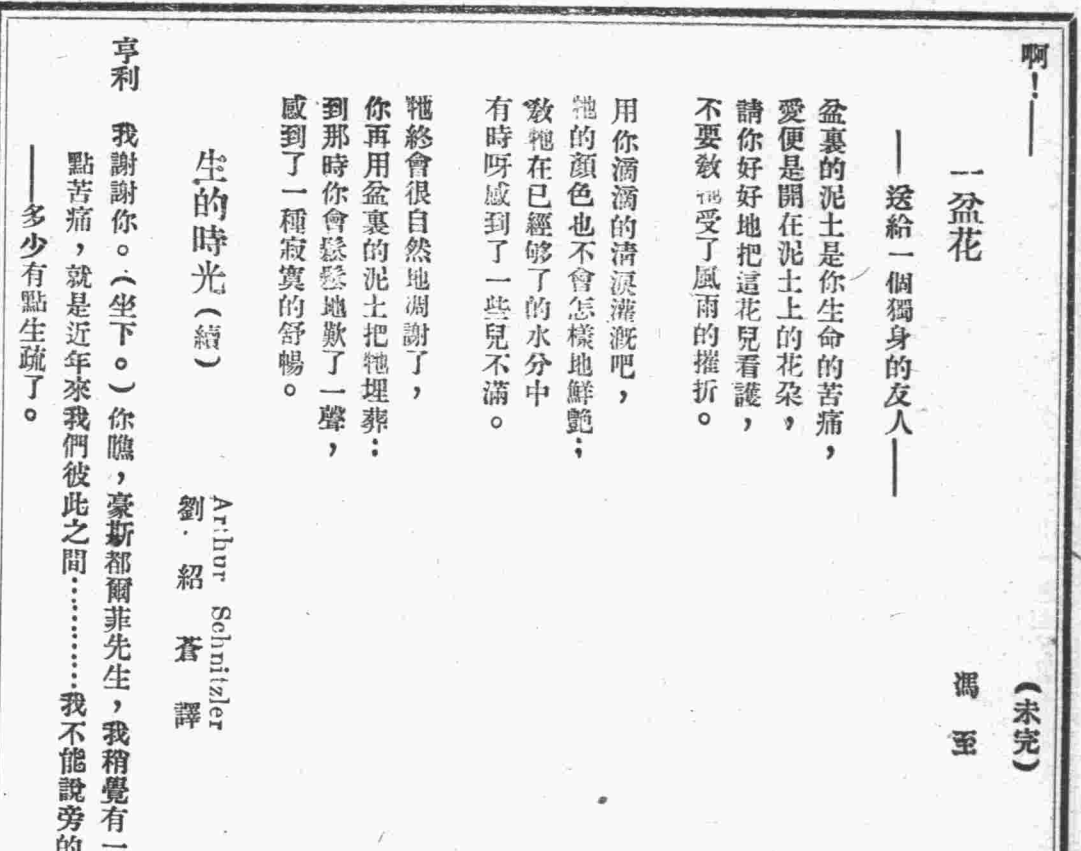 啊！——
（未完）
一盆花
馮至
——送給一個獨身的友人——
盆裏的泥土是你生命的苦痛，
愛便是開在泥土上的花朶，
請你好好地把這花兒看護，
不要敎牠受了風雨的摧折。
用你滴滴的淸淚灌漑吧，
牠的顏色也不會怎樣地鮮艶；
敎牠在已經够了的水分中
有時呀感到了一些兒不滿。
牠終會很自然地凋謝了，
你再用盆裏的泥土把牠埋葬：
到那時你會鬆鬆地歎了一聲，
感到了一種寂寞的舒暢。
生的時光（續）
Arthur Schnitzler
劉紹蒼譯
亨利　我謝謝你。（坐下。）你瞧，豪斯都爾菲先生，我稍覺有一
點苦痛，就是近年來我們彼此之間…………我不能說旁的
——多少有點生疏了。